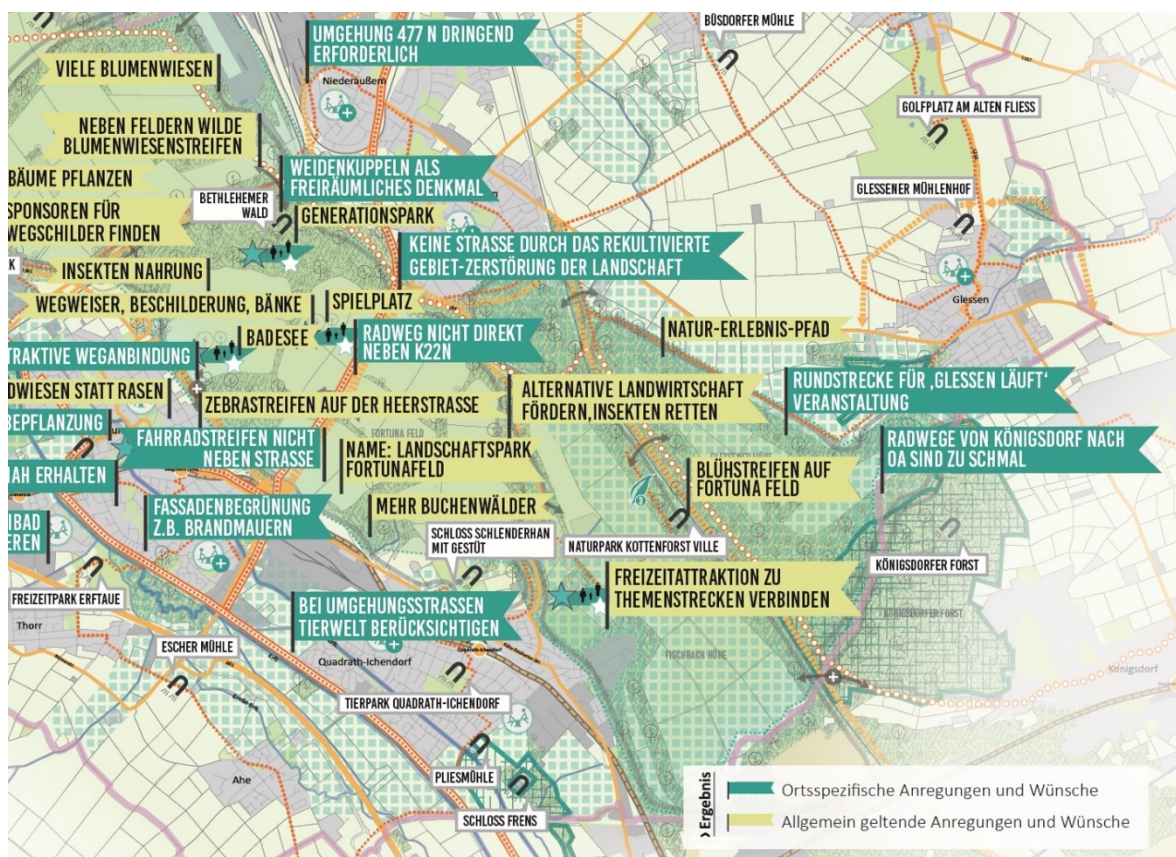 UMGEHUNG 477 N DRINGEND
ERFORDERLICH
BÜSDORFER MÜHLE
VIELE BLUMENWIESEN
Niederaußem
GOLFPLATZ AM ALTEN FLIESS
NEBEN FELDERN WILDE
BLUMENWIESENSTREIFEN
BÄUME PFLANZEN
WEIDENKUPPELN ALS
FREIRÄUMLICHES DENKMAL
BETHLEHEMER
WALD
GLESSENER MÜHLENHOF
SPONSOREN FÜR
WEGSCHILDER FINDEN
GENERATIONSPARK
KEINE STRASSE DURCH DAS REKULTIVIERTE
GEBIET-ZERSTÖRUNG DER LANDSCHAFT
INSEKTEN NAHRUNG
Glessen
WEGWEISER, BESCHILDERUNG, BÄNKE
SPIELPLATZ
BADESEE
RADWEG NICHT DIREKT
NEBEN K22N
NATUR-ERLEBNIS-PFAD
TRAKTIVE WEGANBINDUNG
DWIESEN STATT RASEN
ZEBRASTREIFEN AUF DER HEERSTRASSE
ALTERNATIVE LANDWIRTSCHAFT
FÖRDERN,INSEKTEN RETTEN
RUNDSTRECKE FÜR ‚GLESSEN LÄUFT‘
VERANSTALTUNG
BEPFLANZUNG
FAHRRADSTREIFEN NICHT
NEBEN STRASSE
FORTUNA FELD
NAME: LANDSCHAFTSPARK
FORTUNAFELD
RADWEGE VON KÖNIGSDORF NACH
OA SIND ZU SCHMAL
AH ERHALTEN
BLÜHSTREIFEN AUF
FORTUNA FELD
FASSADENBEGRÜNUNG
Z.B. BRANDMAUERN
MEHR BUCHENWÄLDER
IBAD
EREN
SCHLOSS SCHLENDERHAN
MIT GESTÜT
NATURPARK KOTTENFORST VILLE
KÖNIGSDORFER FORST
FREIZEITPARK ERFTAUE
FREIZEITATTRAKTION ZU
THEMENSTRECKEN VERBINDEN
KÖNIGSDORFER FORST
Thorr
BEI UMGEHUNGSSTRASSEN
TIERWELT BERÜCKSICHTIGEN
ESCHER MÜHLE
Quadrath-Ichendorf
FISCHBACH HÖHE
Königsdorf
TIERPARK QUADRATH-ICHENDORF
Ahe
PLIESMÜHLE
SCHLOSS FRENS
Ergebnis
Ortsspezifische Anregungen und Wünsche
Allgemein geltende Anregungen und Wünsche